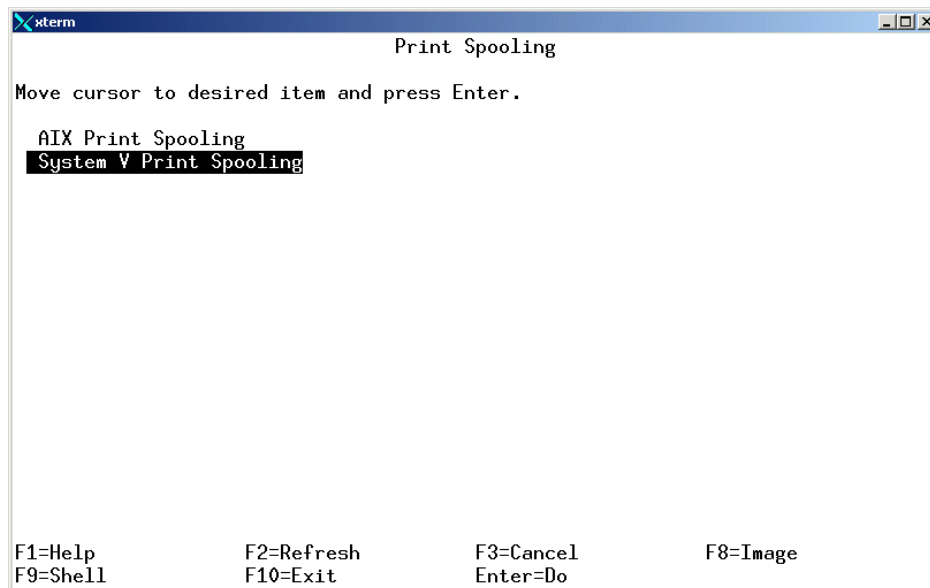 xterm
Print Spooling
Move cursor to desired item and press Enter.
AIX Print Spooling
System V Print Spooling
F1=Help F2=Refresh F3=Cancel F8=Image
F9=Shell F10=Exit Enter=Do